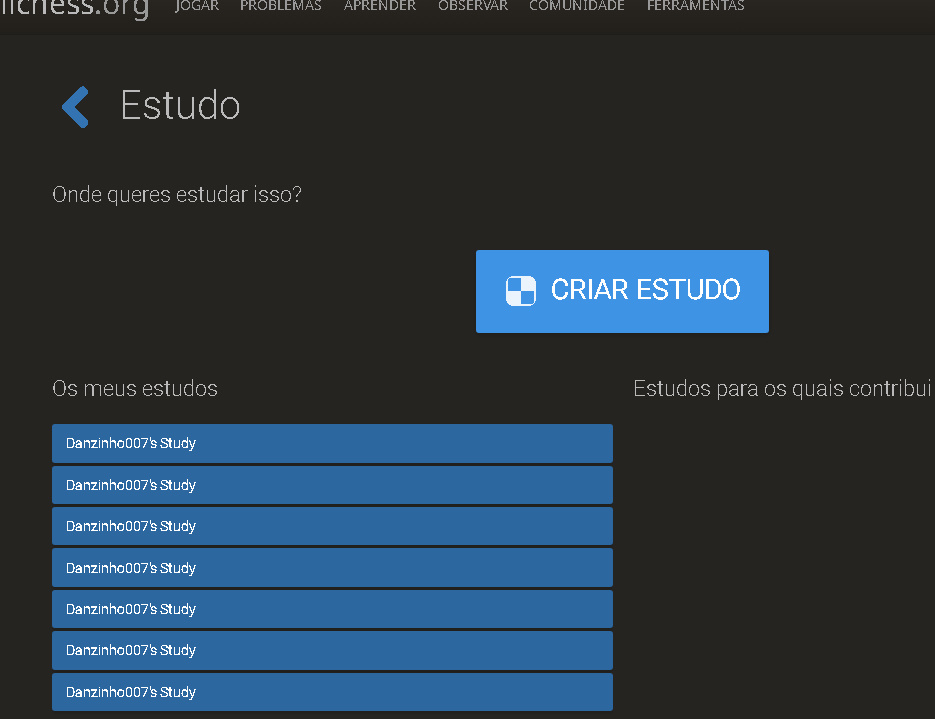 lichess.org JOGAR PROBLEMAS APRENDER OBSERVAR COMUNIDADE FERRAMENTAS
Estudo
Onde queres estudar isso?
CRIAR ESTUDO
Os meus estudos
Estudos para os quais contribui
Danzinho007's Study
Danzinho007's Study
Danzinho007's Study
Danzinho007's Study
Danzinho007's Study
Danzinho007's Study
Danzinho007's Study